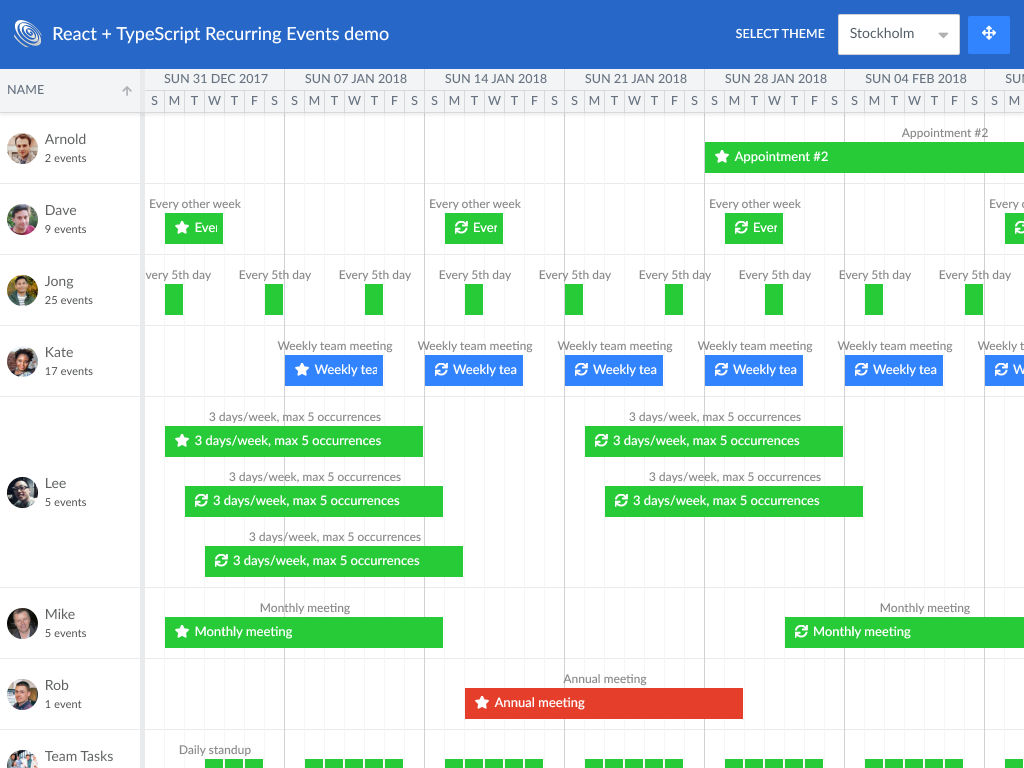 React + TypeScript Recurring Events demo
SELECT THEME
Stockholm
NAME
SUN 31 DEC 2017 SUN 07 JAN 2018 SUN 14 JAN 2018 SUN 21 JAN 2018 SUN 28 JAN 2018 SUN 04 FEB 2018 SUN
S M T W T F S S M T W T F S S M T W T F S S M T W T F S S M T W T F S S M T W T F S S M
Arnold
2 events
Appointment #2
Appointment #2
Dave
9 events
Every other week Every other week Every other week Every
Ever Ever Ever
Jong
25 events
very 5th day Every 5th day Every 5th day Every 5th day Every 5th day Every 5th day Every 5th day Every 5th day Every 5th day
Kate
17 events
Weekly team meeting Weekly team meeting Weekly team meeting Weekly team meeting Weekly team meeting Weekly t
Weekly tea Weekly tea Weekly tea Weekly tea Weekly tea W
Lee
5 events
3 days/week, max 5 occurrences 3 days/week, max 5 occurrences
3 days/week, max 5 occurrences 3 days/week, max 5 occurrences
3 days/week, max 5 occurrences 3 days/week, max 5 occurrences
3 days/week, max 5 occurrences 3 days/week, max 5 occurrences
3 days/week, max 5 occurrences
3 days/week, max 5 occurrences
Mike
5 events
Monthly meeting Monthly meeting
Monthly meeting Monthly meeting
Rob
1 event
Annual meeting
Annual meeting
Team Tasks
Daily standup